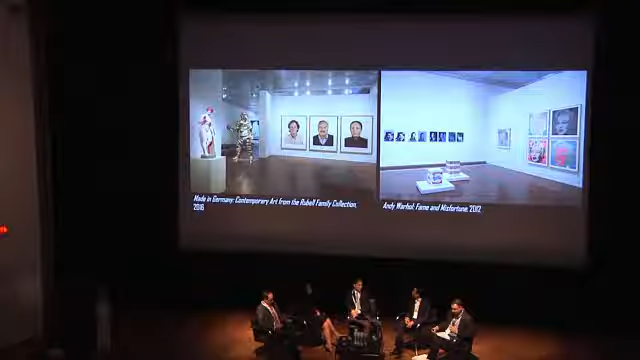 Made in Germany: Contemporary Art from the Rubell Family Collection,
2016
Andy Warhol: Fame and Misfortune, 2012